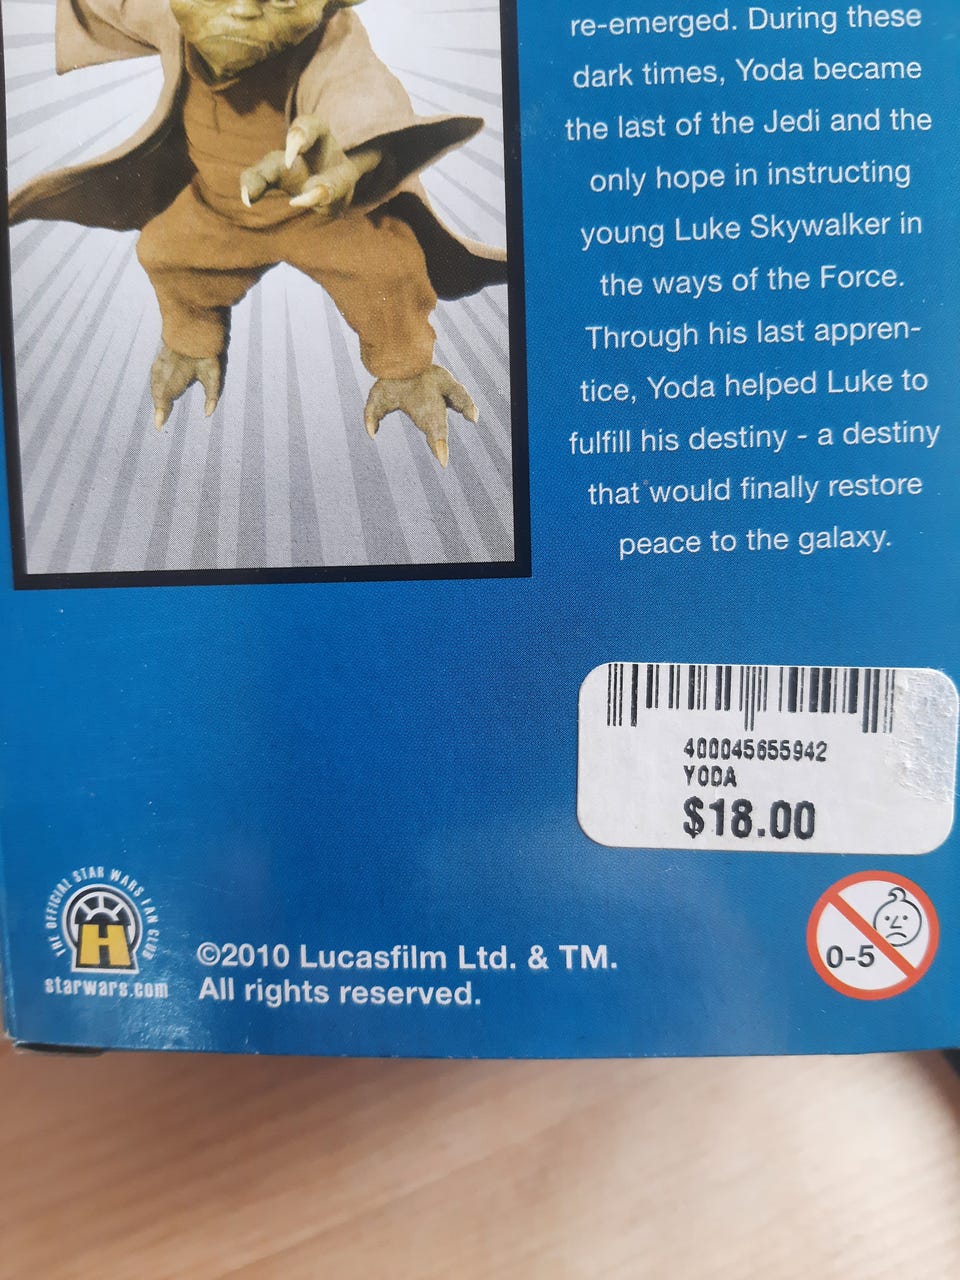 re-emerged. During these
dark times, Yoda became
the last of the Jedi and the
only hope in instructing
young Luke Skywalker in
the ways of the Force.
Through his last appren-
tice, Yoda helped Luke to
fulfill his destiny - a destiny
that would finally restore
peace to the galaxy.
400045655942
YODA
$18.00
THE OFFICIAL STAR WARS FAN CLUB
H
starwars.com
©2010 Lucasfilm Ltd. & TM.
All rights reserved.
0-5